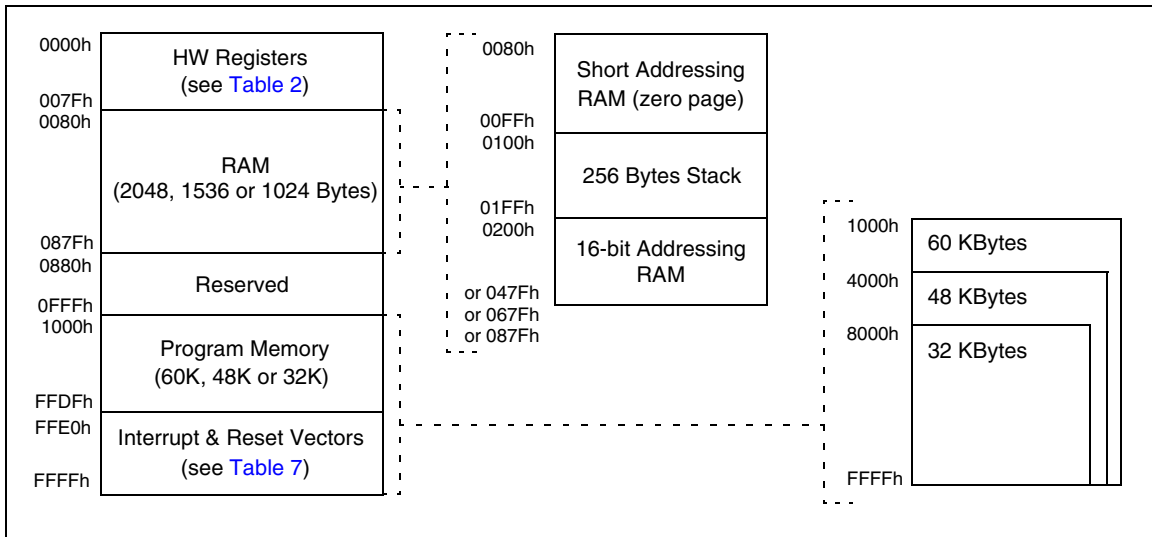 0000h
HW Registers
(see Table 2)
007Fh
0080h
RAM
(2048, 1536 or 1024 Bytes)
087Fh
0880h
Reserved
0FFFh
1000h
Program Memory
(60K, 48K or 32K)
FFDFh
FFE0h
Interrupt & Reset Vectors
(see Table 7)
FFFFh
0080h
Short Addressing
RAM (zero page)
00FFh
0100h
256 Bytes Stack
01FFh
0200h
16-bit Addressing
RAM
or 047Fh
or 067Fh
or 087Fh
1000h
60 KBytes
4000h
48 KBytes
8000h
32 KBytes
FFFFh